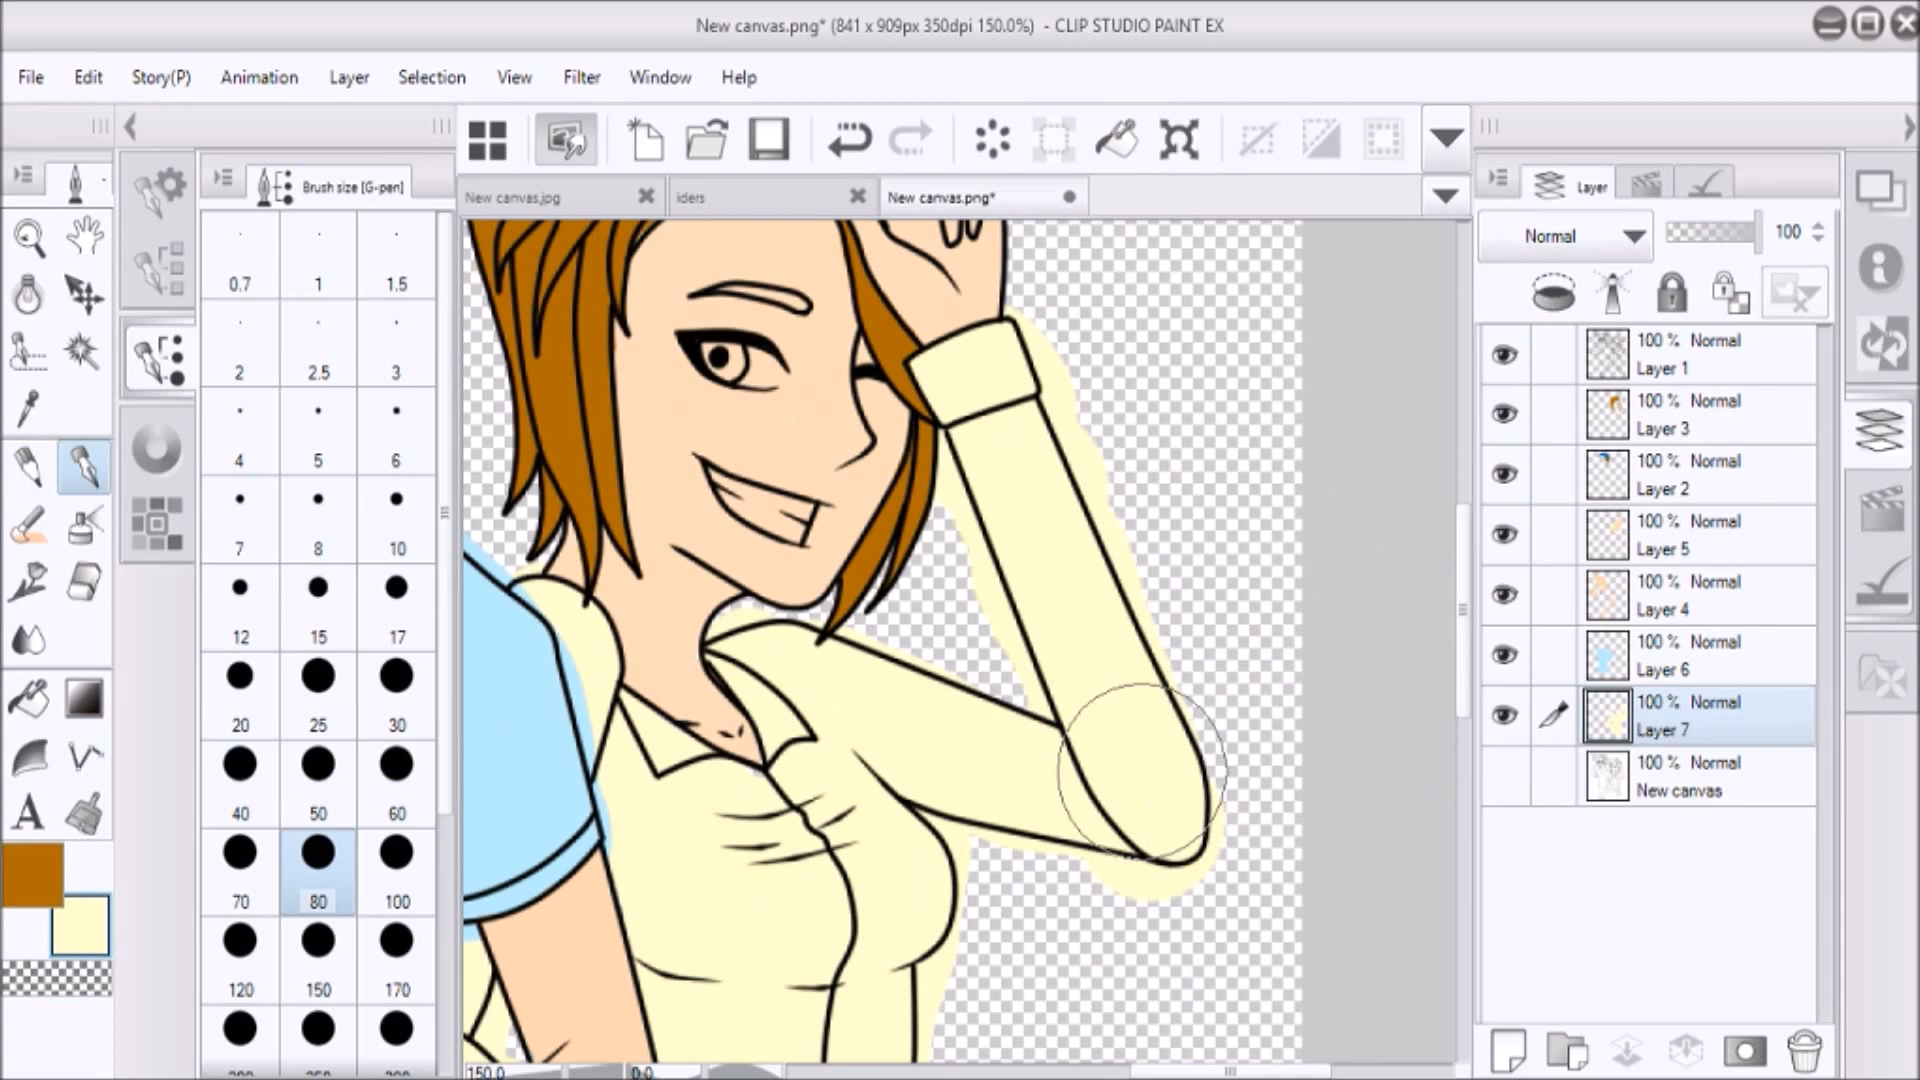 New canvas.png* (841 x 909px 350dpi 150.0%) - CLIP STUDIO PAINT EX
File Edit Story(P) Animation Layer Selection View Filter Window Help
Brush size [G-pen]
New canvas.jpg
iders
New canvas.png*
Layer
Normal 100
0.7 1 1.5
2 2.5 3
4 5 6
7 8 10
12 15 17
20 25 30
40 50 60
70 80 100
120 150 170
A
100 % Normal
Layer 1
100 % Normal
Layer 3
100 % Normal
Layer 2
100 % Normal
Layer 5
100 % Normal
Layer 4
100 % Normal
Layer 6
100 % Normal
Layer 7
100 % Normal
New canvas
150.0 0.0